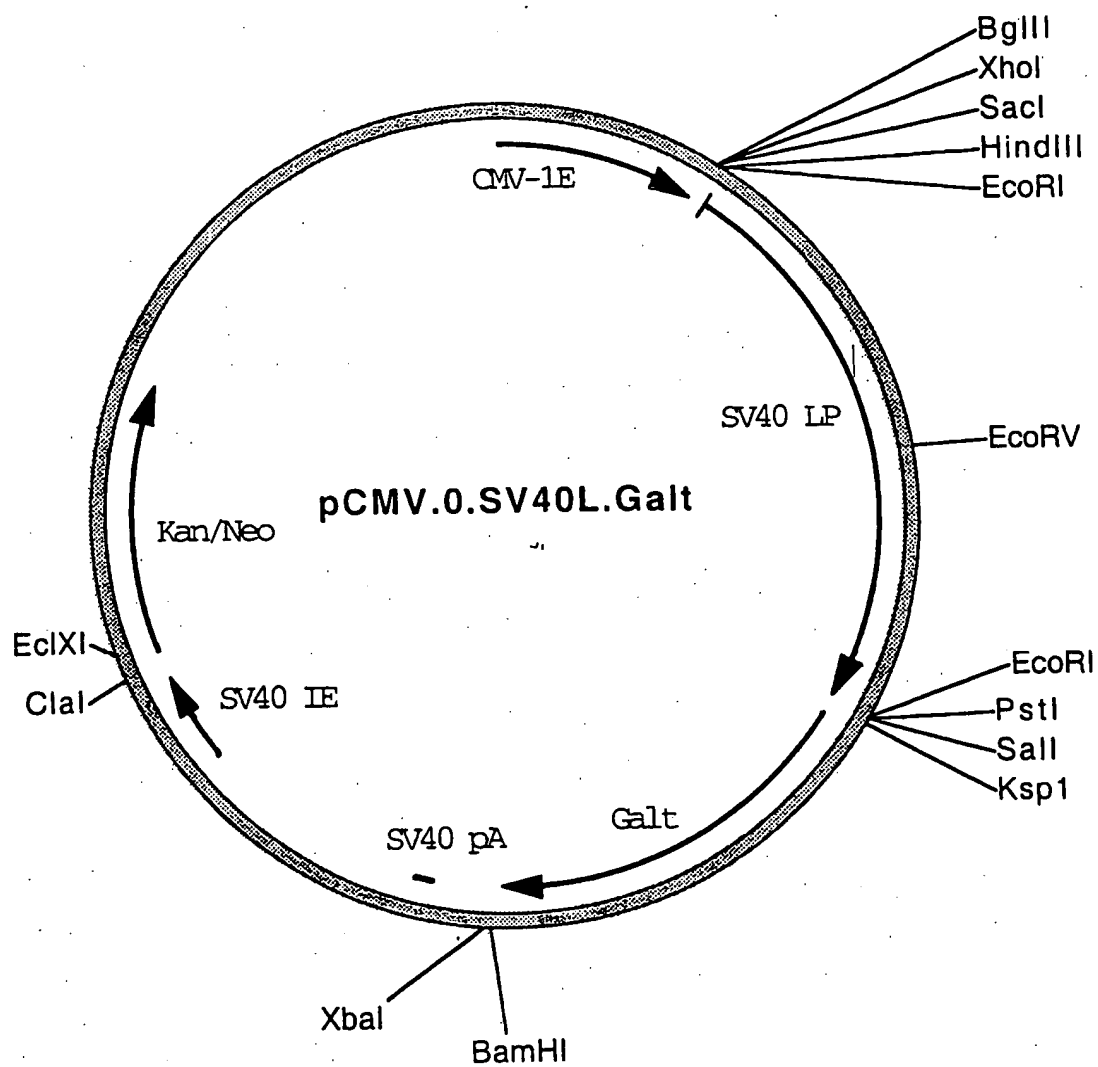 BglII
XhoI
SacI
HindIII
EcoRI
CMV-1E
SV40 LP
EcoRV
pCMV.0.SV40L.Galt
Kan/Neo
EclXI
ClaI
SV40 IE
EcoRI
PstI
SalI
Ksp1
Galt
SV40 pA
XbaI
BamHI